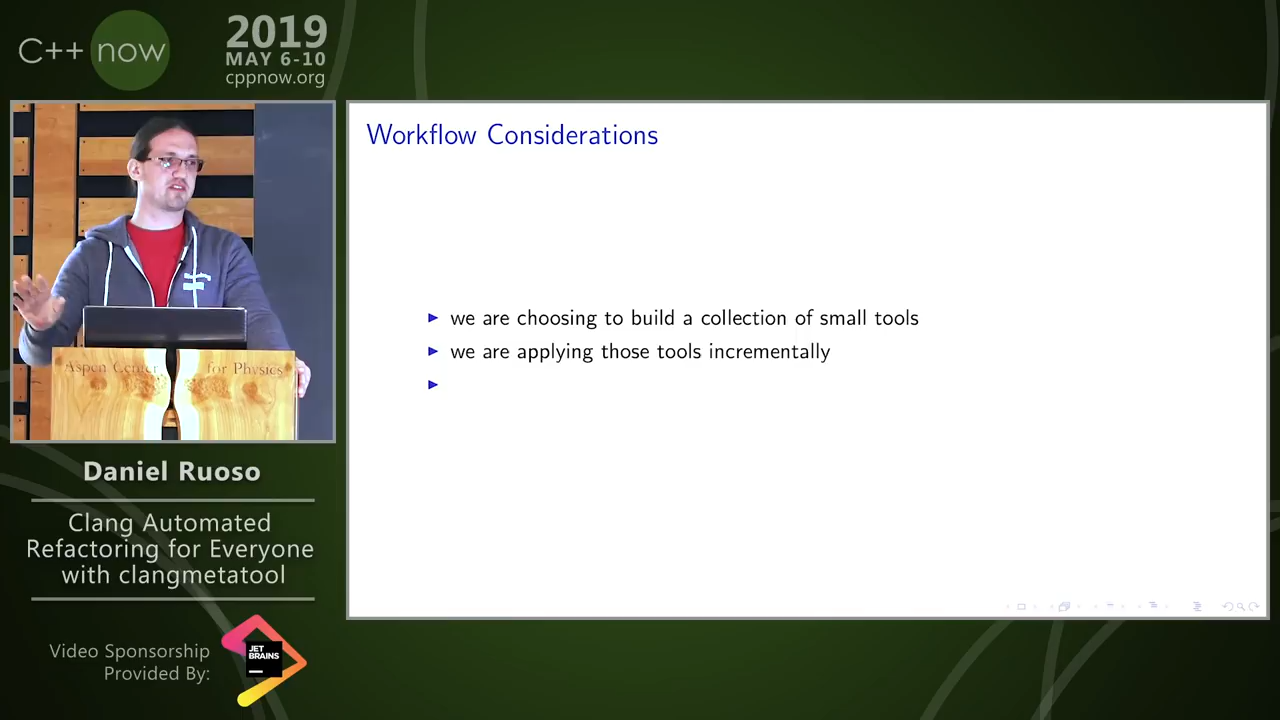 C++ now
2019
MAY 6-10
cppnow.org
Workflow Considerations
we are choosing to build a collection of small tools
we are applying those tools incrementally
Aspen Center for Physics
Daniel Ruoso
Clang Automated
Refactoring for Everyone
with clangmetatool
Video Sponsorship
Provided By:
JET
BRAINS